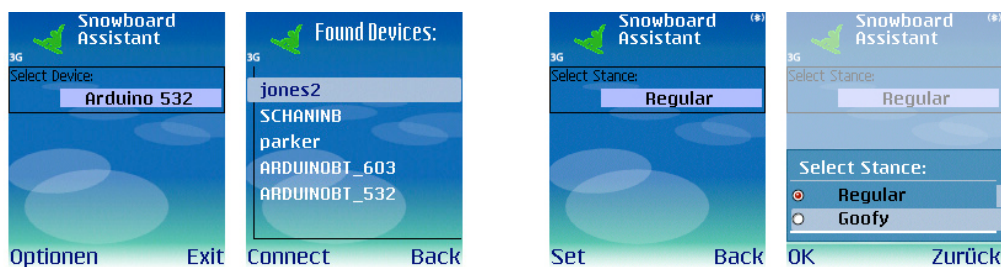 Snowboard
Assistant
3G
Select Device:
Arduino 532
Optionen Exit
Found Devices:
3G
jones2
SCHANINB
parker
ARDUINOBT_603
ARDUINOBT_532
Connect Back
Snowboard
Assistant
3G
Select Stance:
Regular
Set Back
Snowboard
Assistant
3G
Select Stance:
Regular
Select Stance:
Regular
Goofy
OK Zurück